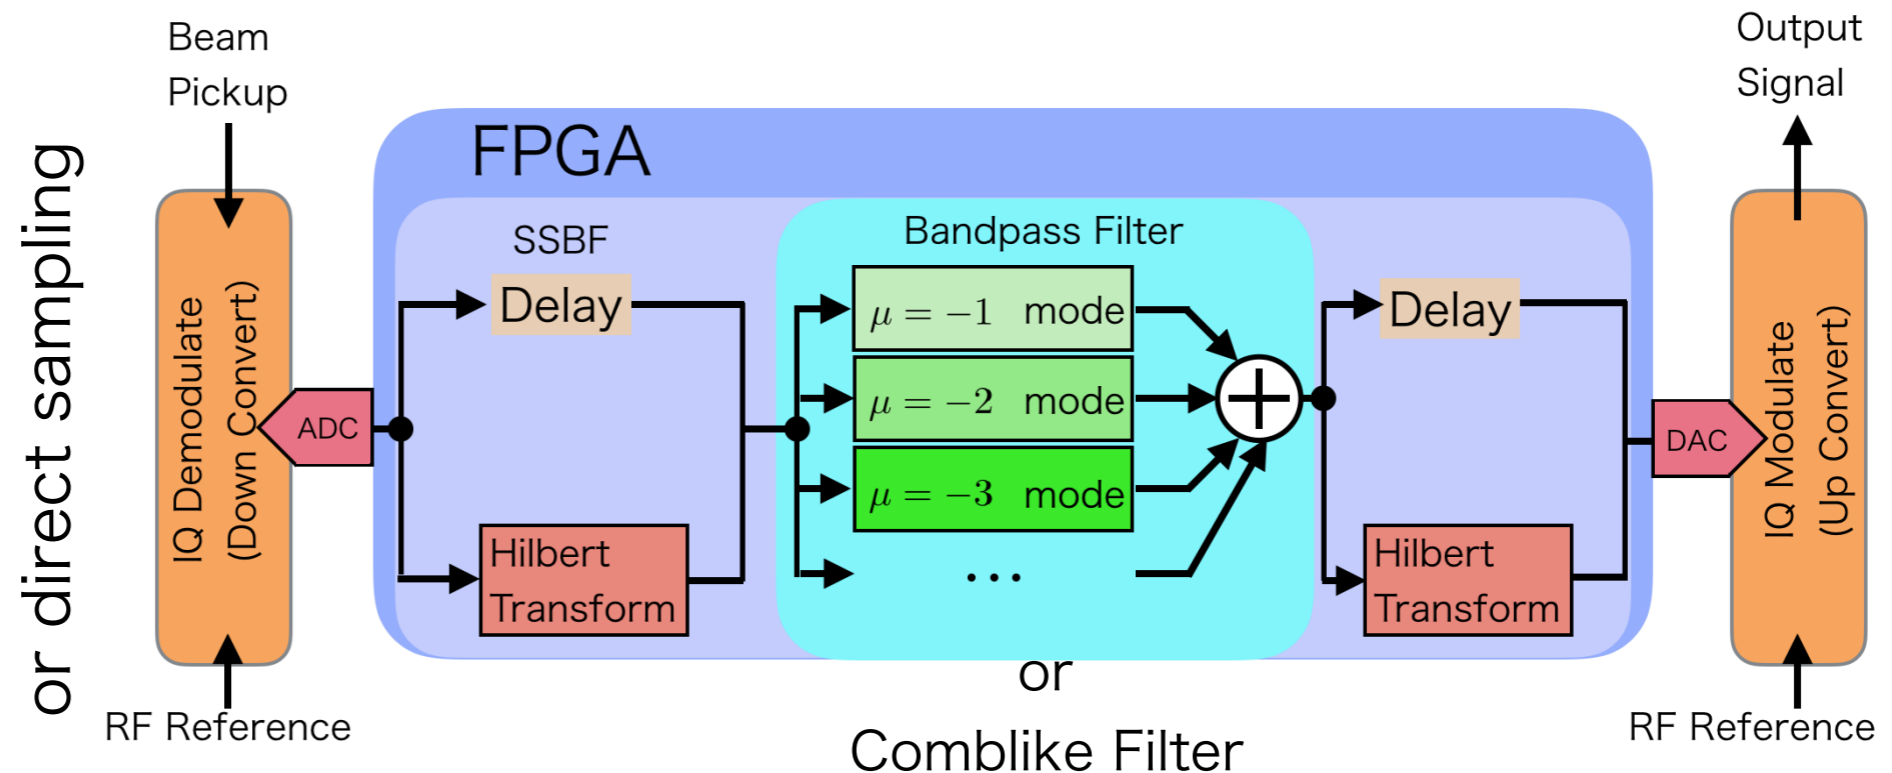 Beam
Pickup
or direct sampling
IQ Demodulate
(Down Convert)
RF Reference
ADC
FPGA
SSBF
Delay
Hilbert
Transform
Bandpass Filter
μ = −1 mode
μ = −2 mode
μ = −3 mode
...
or
Comblike Filter
Delay
Hilbert
Transform
DAC
Output
Signal
IQ Modulate
(Up Convert)
RF Reference